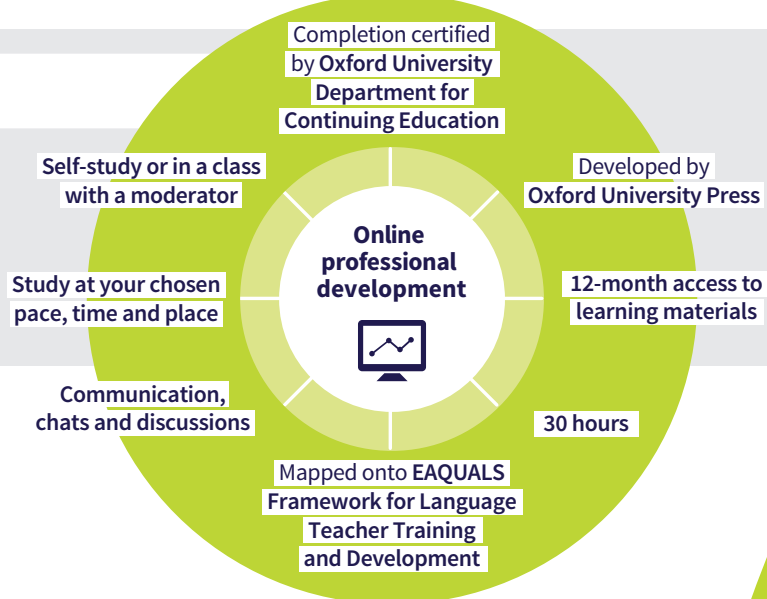 Completion certified
by Oxford University
Department for
Continuing Education
Self-study or in a class
with a moderator
Developed by
Oxford University Press
Online
professional
development
Study at your chosen
pace, time and place
12-month access to
learning materials
Communication,
chats and discussions
30 hours
Mapped onto EAQUALS
Framework for Language
Teacher Training
and Development